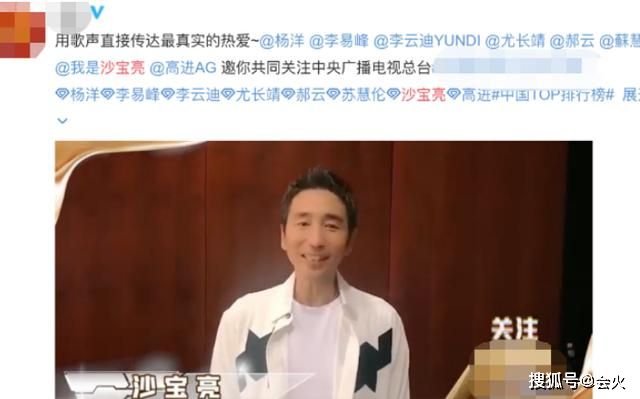 用歌声直接传达最真实的热爱~@杨洋 @李易峰 @李云迪YUNDI @尤长靖 @郝云 @蘇慧
@我是沙宝亮 @高进AG 邀你共同关注中央广播电视总台
杨洋李易峰李云迪尤长靖郝云苏慧伦沙宝亮高进#中国TOP排行榜# 展
关注
沙宝亮
搜狐号@会火